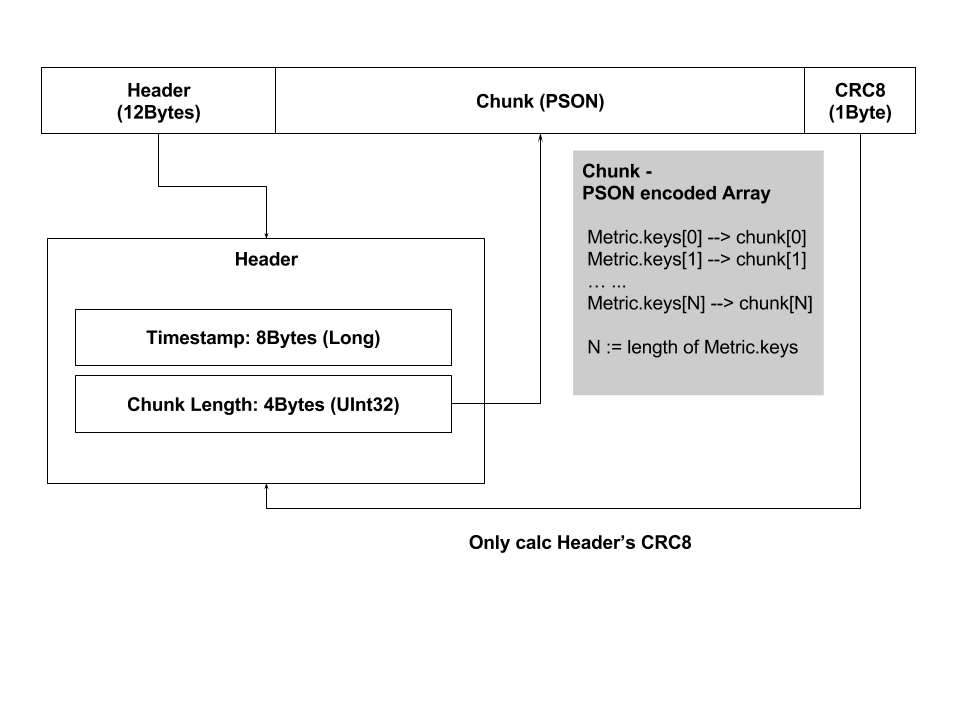 Header
(12Bytes)
Chunk (PSON)
CRC8
(1Byte)
Chunk -
PSON encoded Array
Metric.keys[0] --> chunk[0]
Metric.keys[1] --> chunk[1]
… ...
Metric.keys[N] --> chunk[N]
N := length of Metric.keys
Header
Timestamp: 8Bytes (Long)
Chunk Length: 4Bytes (UInt32)
Only calc Header’s CRC8